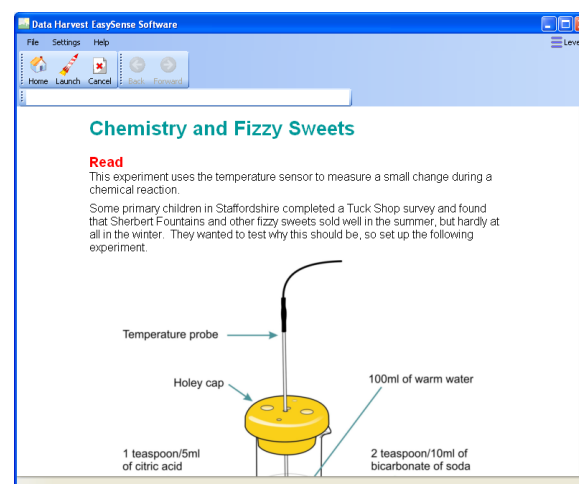 Data Harvest EasySense Software
File Settings Help
Leve
Home Launch Cancel Back Forward
Chemistry and Fizzy Sweets
Read
This experiment uses the temperature sensor to measure a small change during a
chemical reaction.
Some primary children in Staffordshire completed a Tuck Shop survey and found
that Sherbert Fountains and other fizzy sweets sold well in the summer, but hardly at
all in the winter. They wanted to test why this should be, so set up the following
experiment.
Temperature probe
Holey cap
100ml of warm water
1 teaspoon/5ml
of citric acid
2 teaspoon/10ml of
bicarbonate of soda